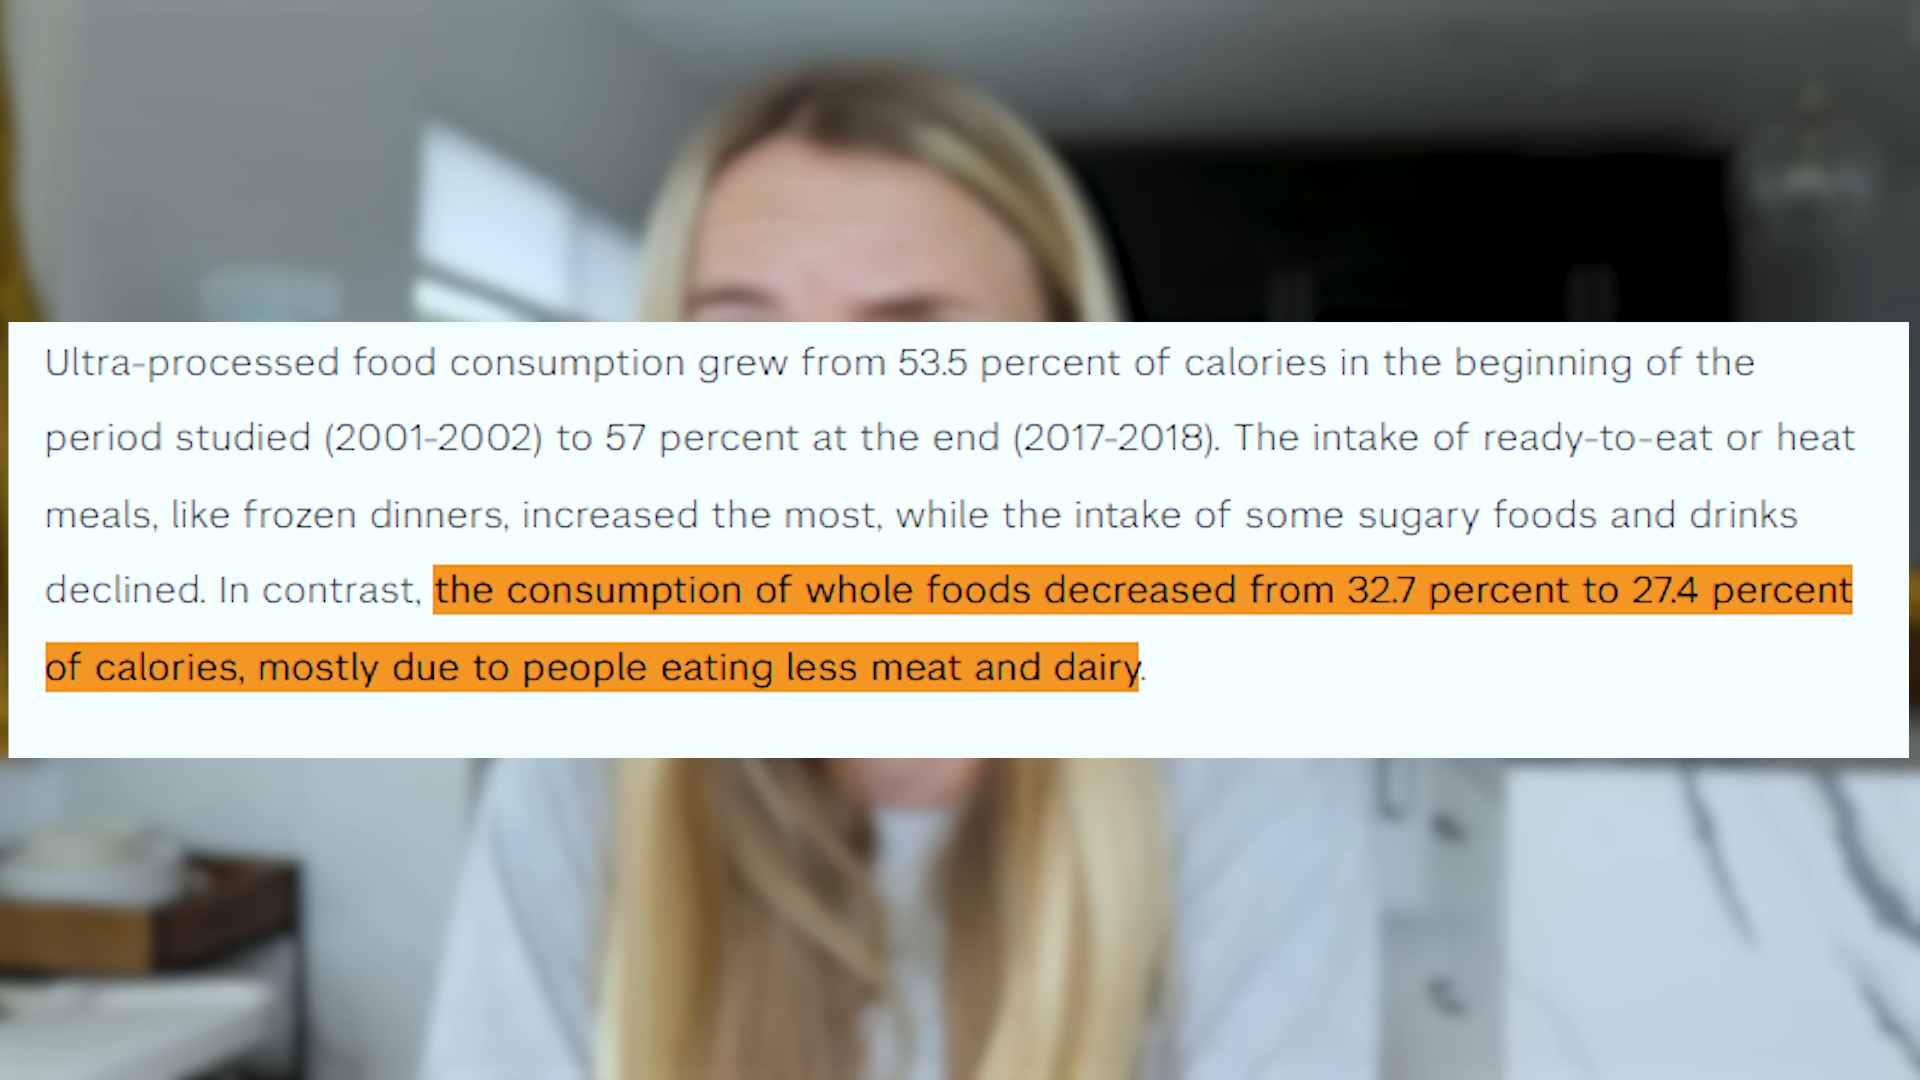 Ultra-processed food consumption grew from 53.5 percent of calories in the beginning of the
period studied (2001-2002) to 57 percent at the end (2017-2018). The intake of ready-to-eat or heat
meals, like frozen dinners, increased the most, while the intake of some sugary foods and drinks
declined. In contrast, the consumption of whole foods decreased from 32.7 percent to 27.4 percent
of calories, mostly due to people eating less meat and dairy.